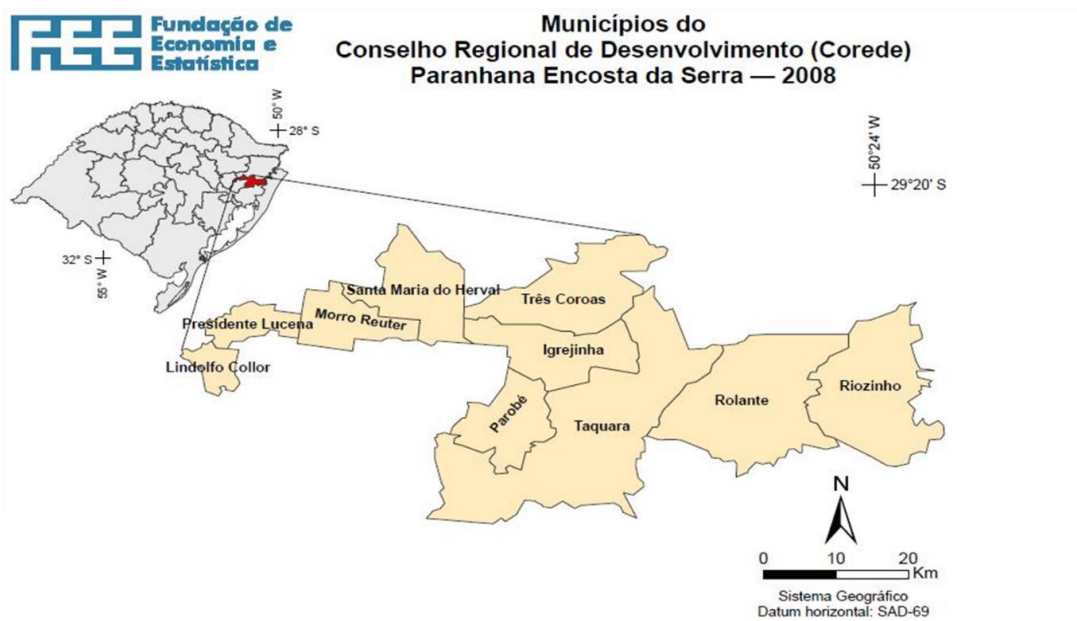 FEE
Fundação de
Economia e
Estatística
Municípios do
Conselho Regional de Desenvolvimento (Corede)
Paranhana Encosta da Serra — 2008
50° W
28° S
32° S
55° W
50°24' W
29°20' S
Santa Maria do Herval
Três Coroas
Presidente Lucena
Morro Reuter
Igrejinha
Lindolfo Collor
Riozinho
Rolante
Parobé
Taquara
N
0 10 20
Km
Sistema Geográfico
Datum horizontal: SAD-69